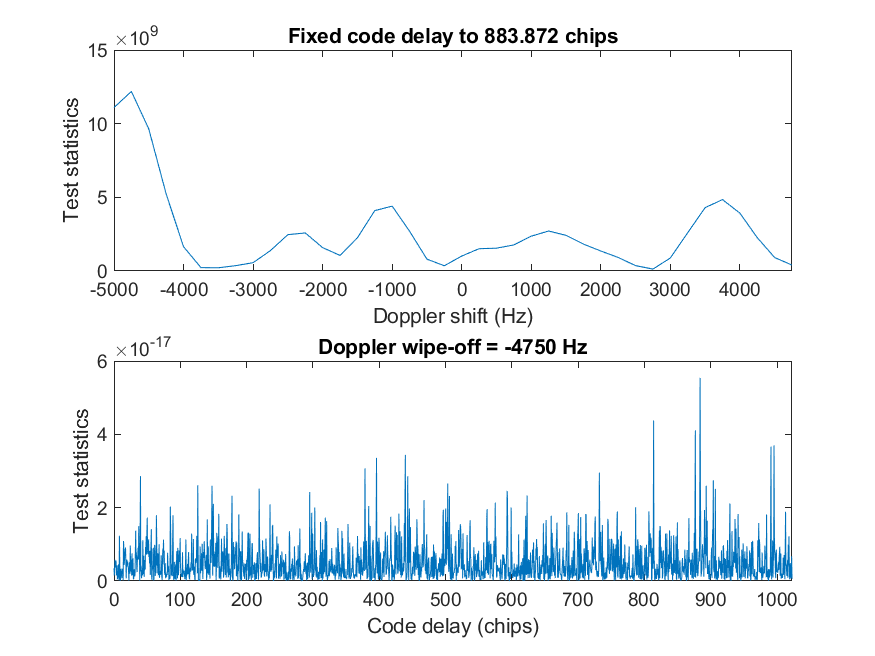 Fixed code delay to 883.872 chips
×10^9
15
10
5
0
Test statistics
-5000 -4000 -3000 -2000 -1000 0 1000 2000 3000 4000
Doppler shift (Hz)
Doppler wipe-off = -4750 Hz
×10^-17
6
4
2
0
Test statistics
0 100 200 300 400 500 600 700 800 900 1000
Code delay (chips)